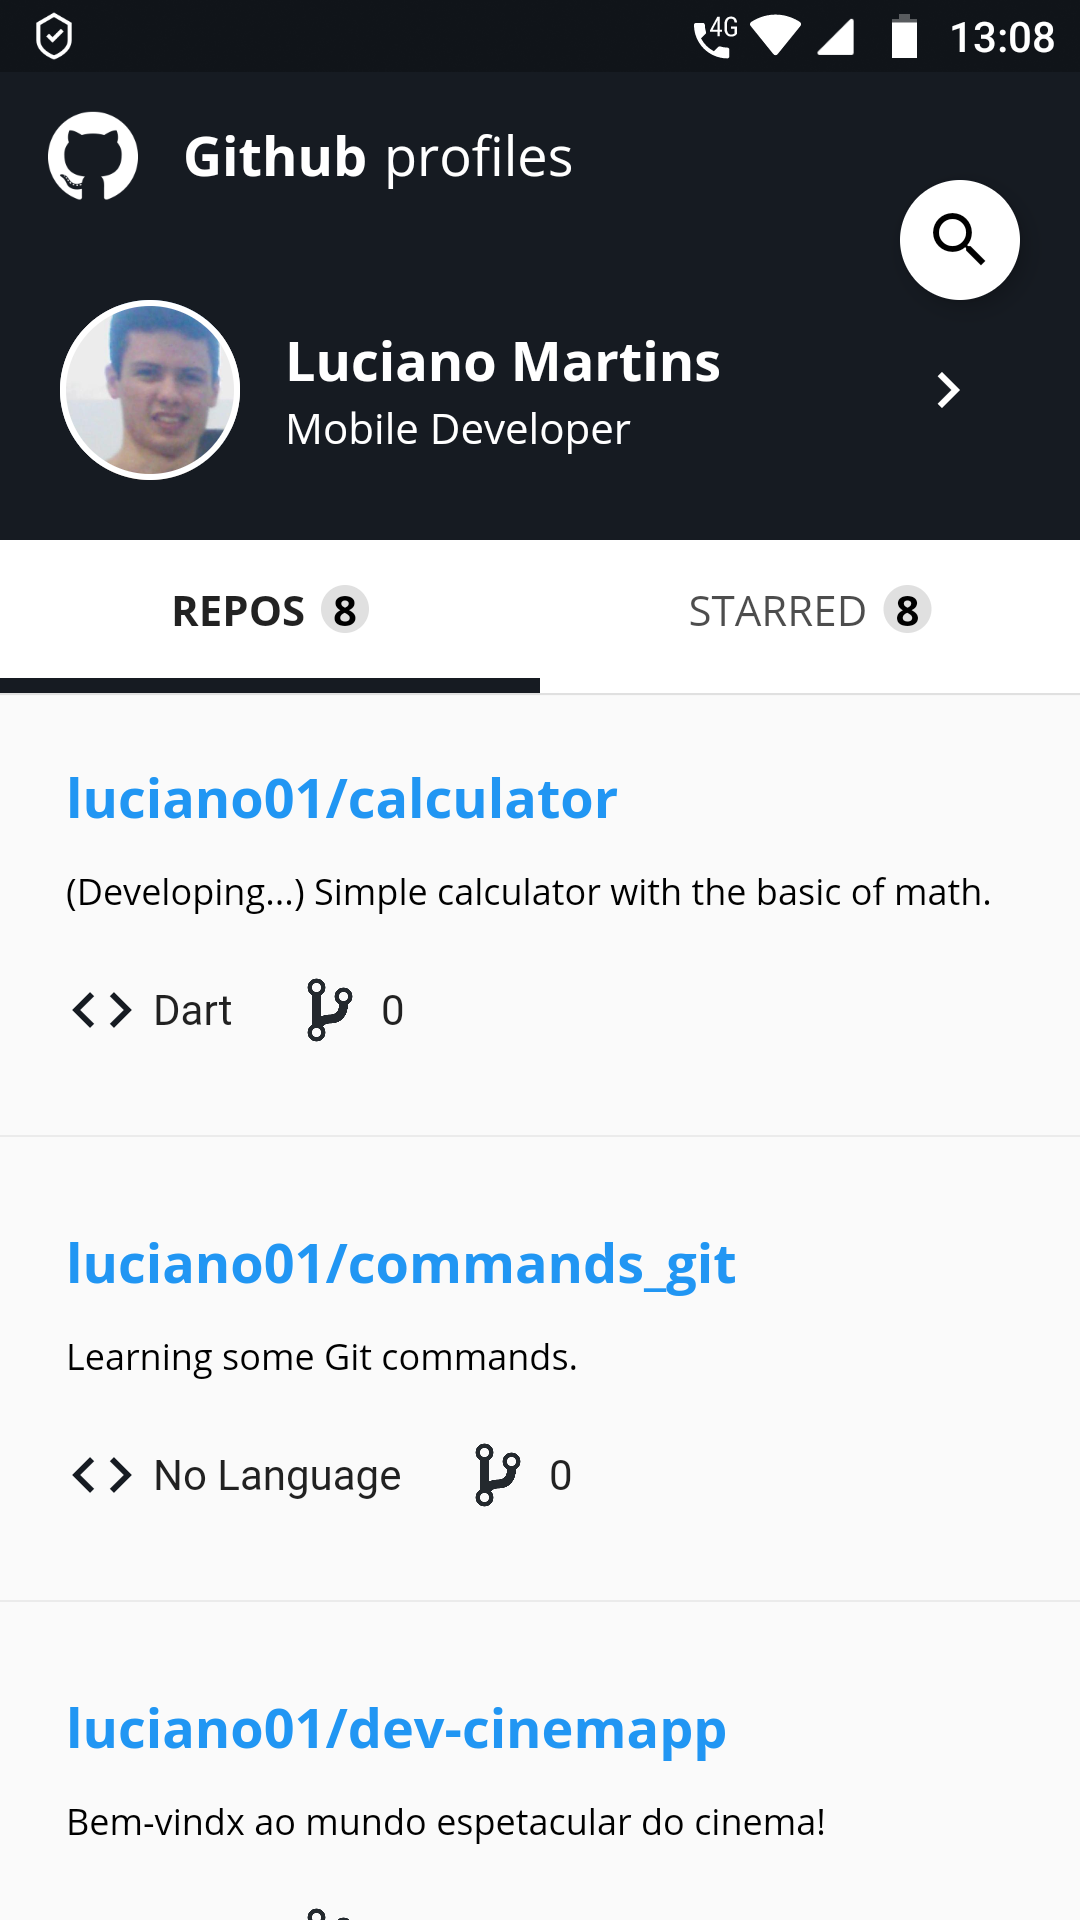 4G 13:08
Github profiles
Luciano Martins
Mobile Developer
REPOS 8 STARRED 8
luciano01/calculator
(Developing...) Simple calculator with the basic of math.
Dart 0
luciano01/commands_git
Learning some Git commands.
No Language 0
luciano01/dev-cinemapp
Bem-vindx ao mundo espetacular do cinema!